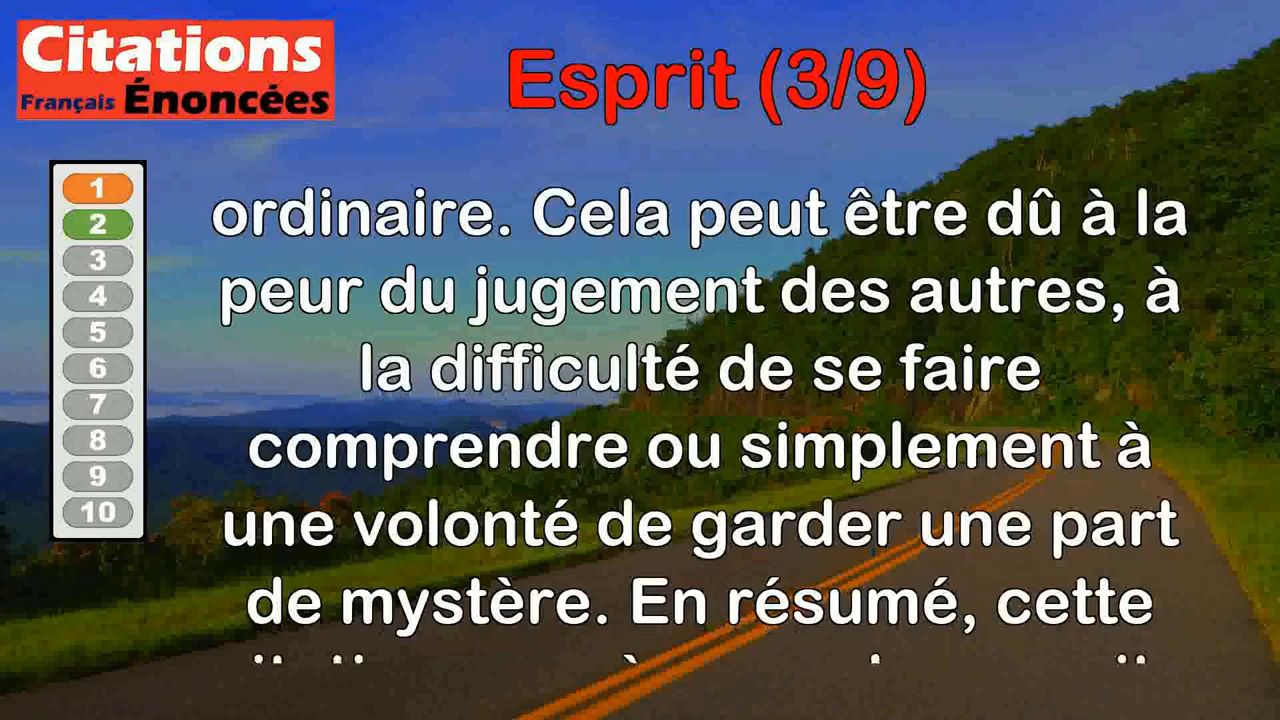 Citations
Français Énoncées
Esprit (3/9)
1
2
3
4
5
6
7
8
9
10
ordinaire. Cela peut être dû à la
peur du jugement des autres, à
la difficulté de se faire
comprendre ou simplement à
une volonté de garder une part
de mystère. En résumé, cette